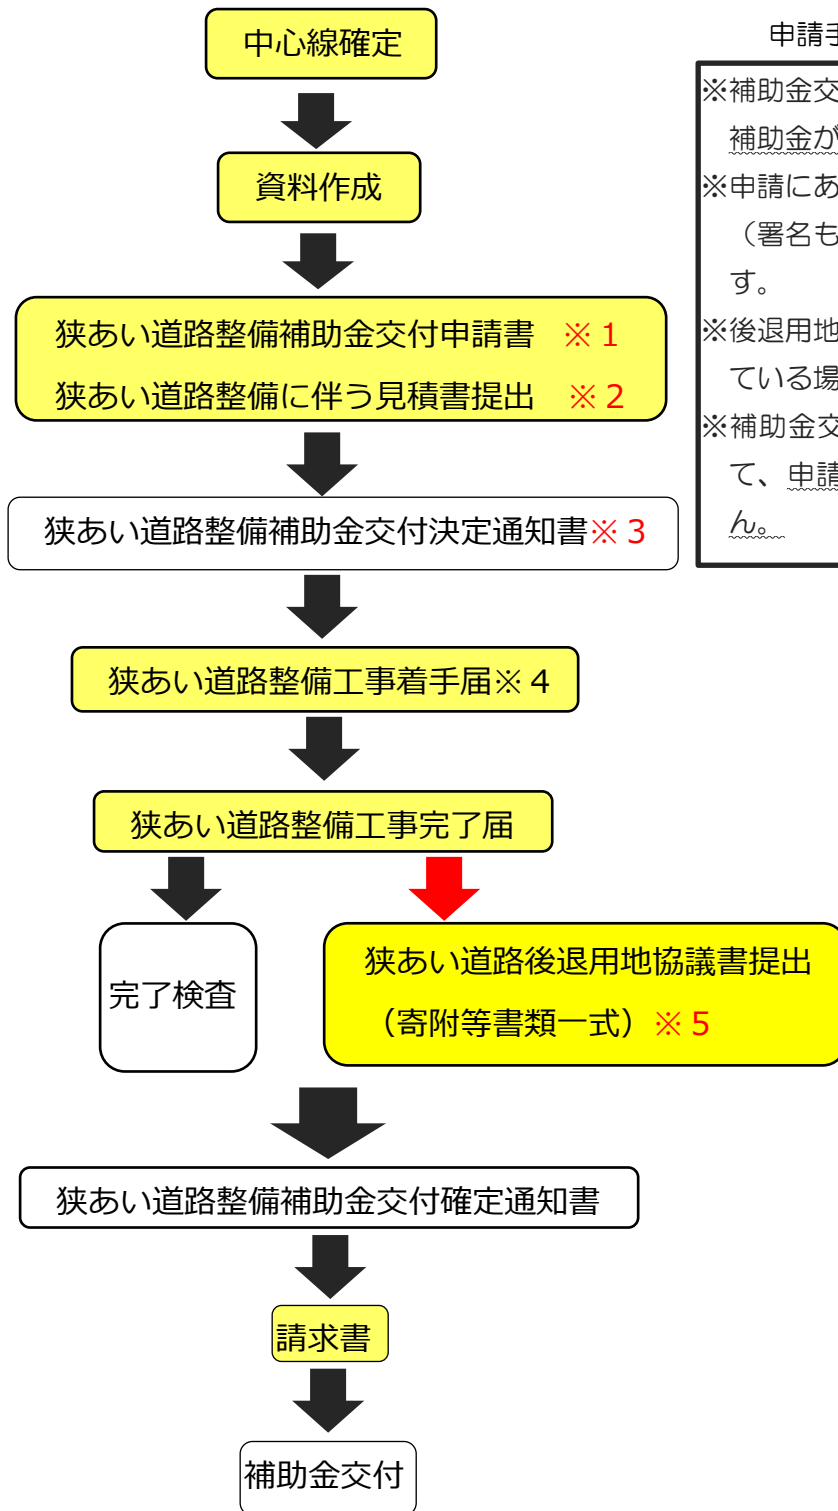 中心線確定
資料作成
狭あい道路整備補助金交付申請書 ※１
狭あい道路整備に伴う見積書提出 ※２
狭あい道路整備補助金交付決定通知書※３
狭あい道路整備工事着手届※４
狭あい道路整備工事完了届
完了検査
狭あい道路後退用地協議書提出
（寄附等書類一式）※５
狭あい道路整備補助金交付確定通知書
請求書
補助金交付
申請手
※補助金交
補助金が
※申請にあ
（署名も
す。
※後退用地
ている場
※補助金交
て、申請
ん。